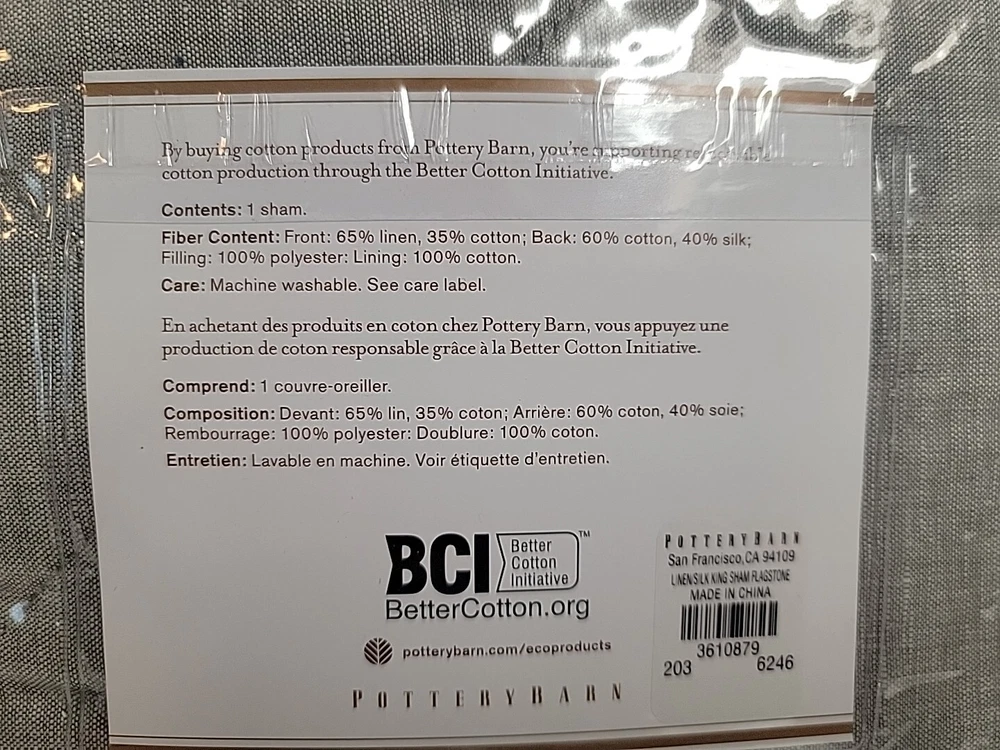 By buying cotton products from Pottery Barn, you're supporting
cotton production through the Better Cotton Initiative.
Contents: 1 sham.
Fiber Content: Front: 65% linen, 35% cotton; Back: 60% cotton, 40% silk;
Filling: 100% polyester: Lining: 100% cotton.
Care: Machine washable. See care label.
En achetant des produits en coton chez Pottery Barn, vous appuyez une
production de coton responsable grâce à la Better Cotton Initiative.
Comprend: 1 couvre-oreiller.
Composition: Devant: 65% lin, 35% coton; Arrière: 60% coton, 40% soie;
Rembourrage: 100% polyester: Doublure: 100% coton.
Entretien: Lavable en machine. Voir étiquette d'entretien.
BCI
Better
Cotton
Initiative
™
BetterCotton.org
potterybarn.com/ecoproducts
POTTERY BARN
POTTERY BARN
San Francisco, CA 94109
LINEN/SILK KING SHAM FLAGSTONE
MADE IN CHINA
3610879
203 6246